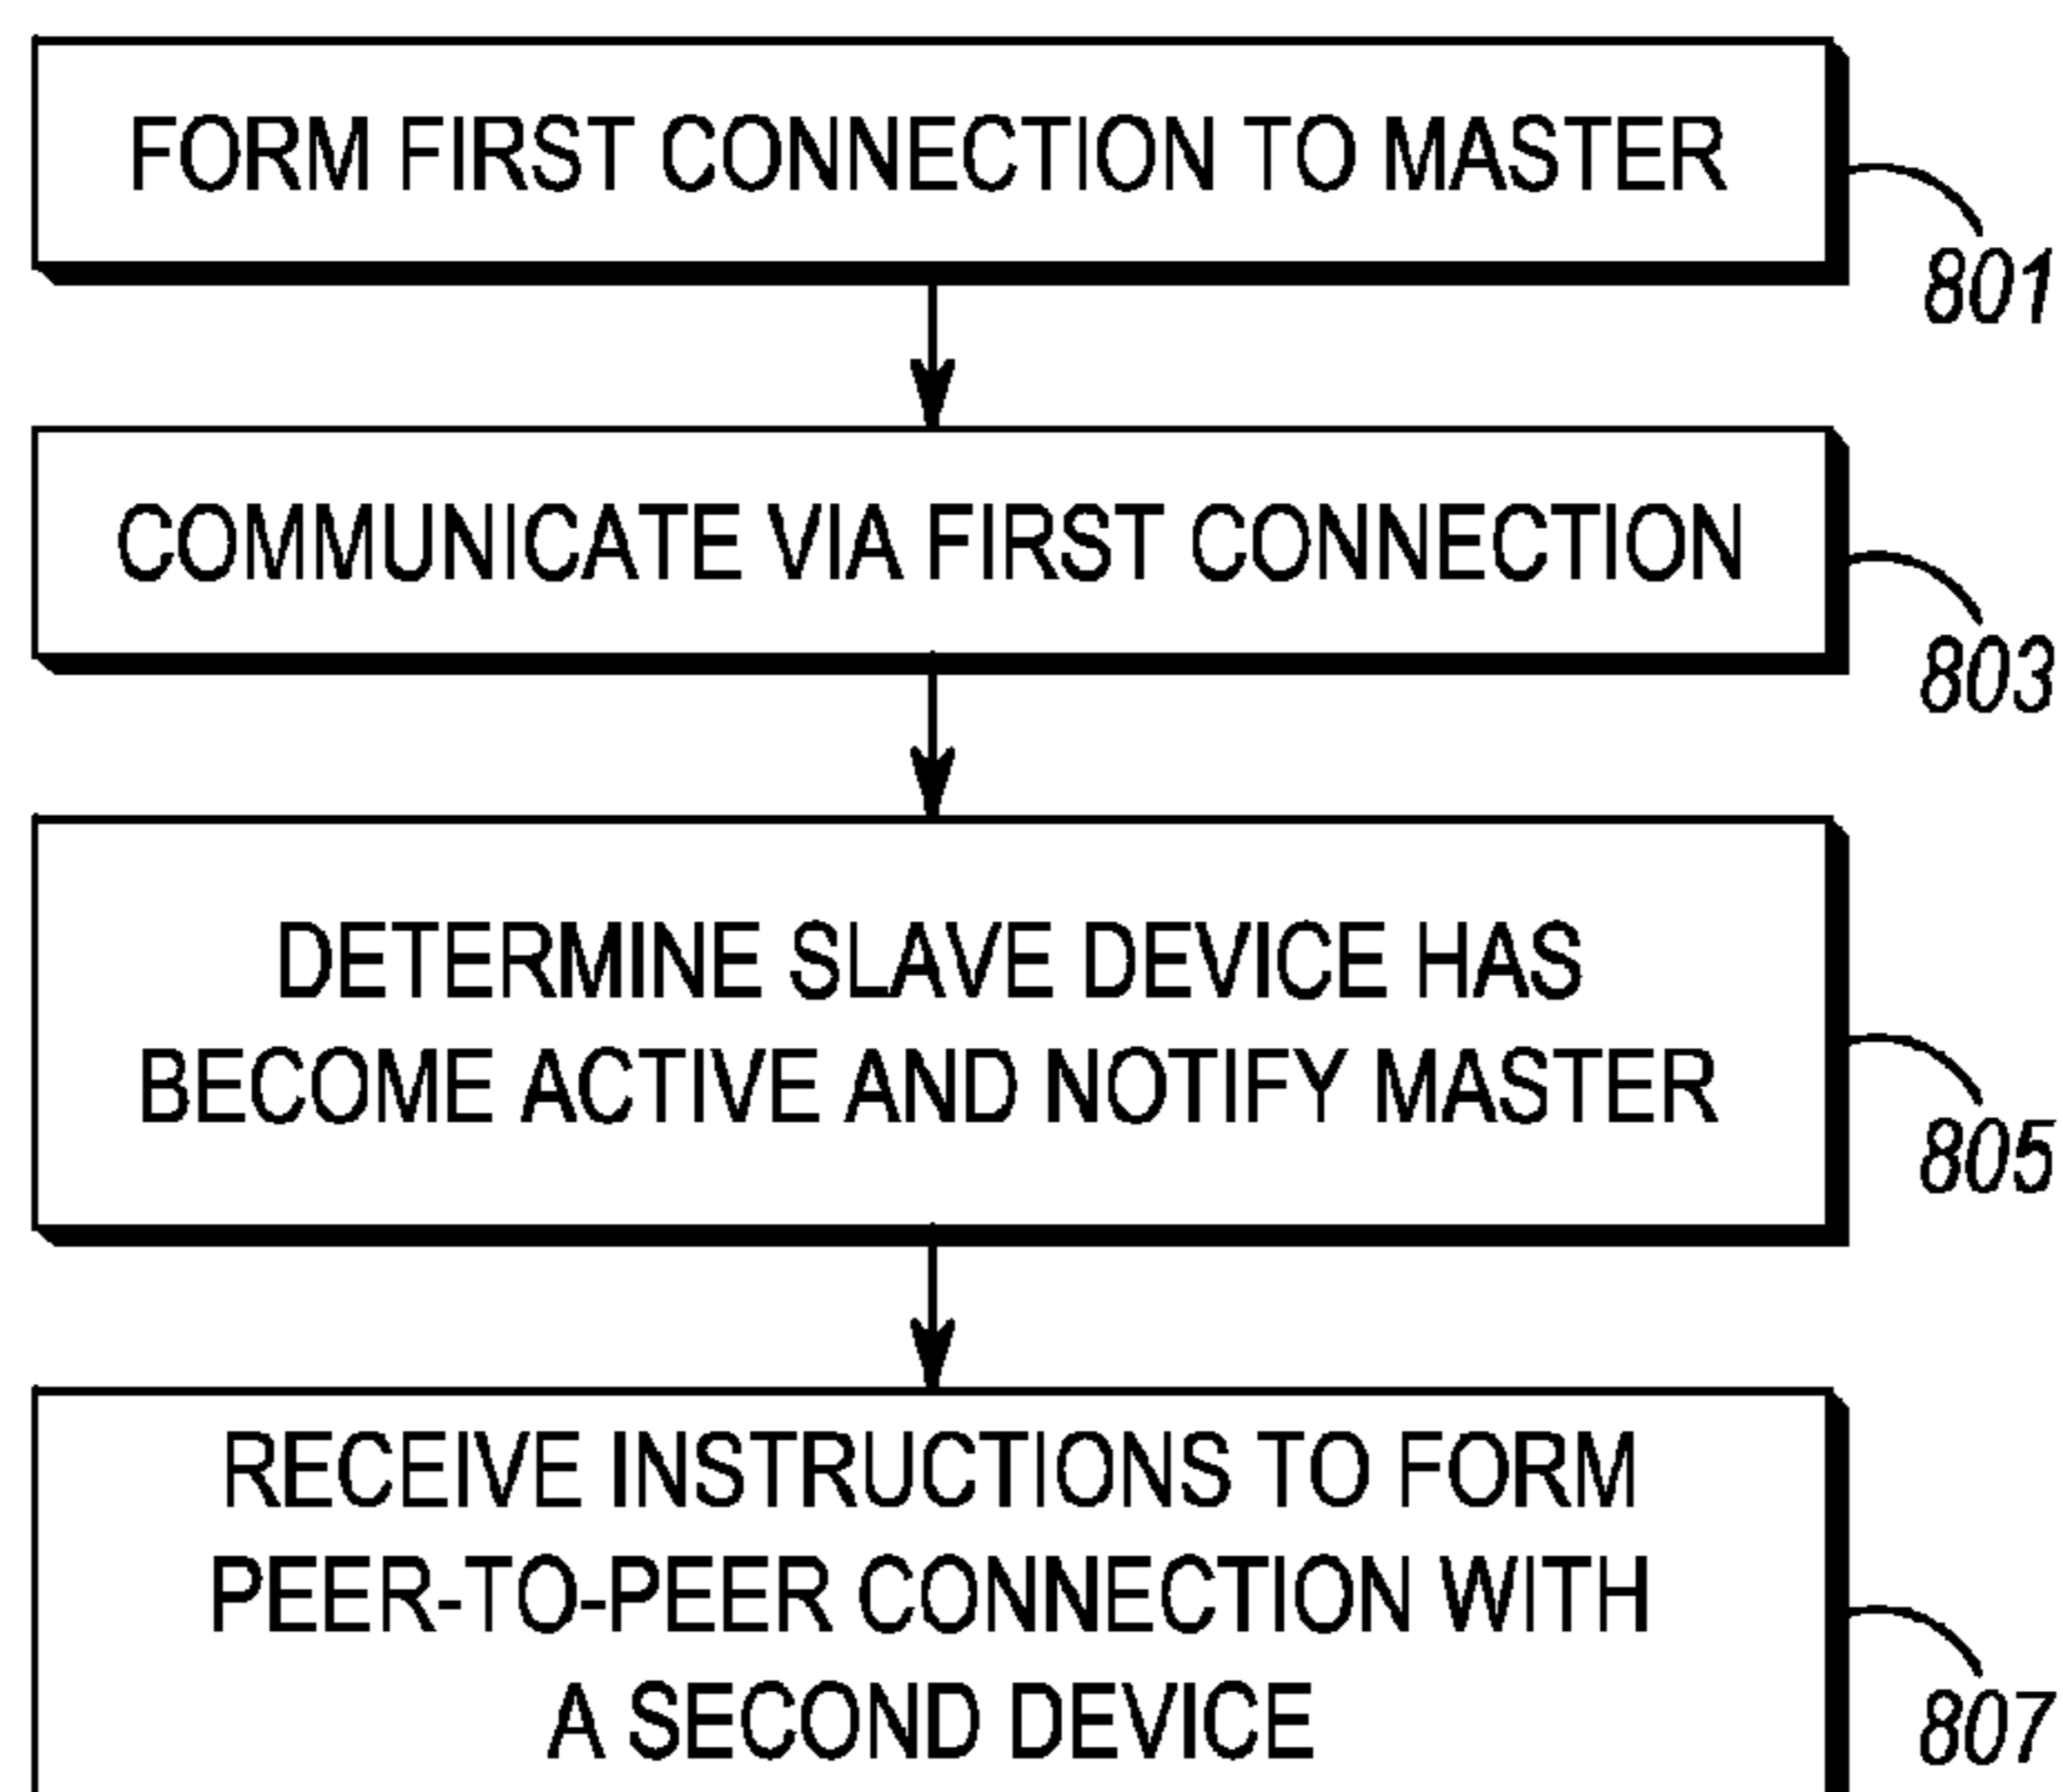 FORM FIRST CONNECTION TO MASTER
801
COMMUNICATE VIA FIRST CONNECTION
803
DETERMINE SLAVE DEVICE HAS
BECOME ACTIVE AND NOTIFY MASTER
805
RECEIVE INSTRUCTIONS TO FORM
PEER-TO-PEER CONNECTION WITH
A SECOND DEVICE
807